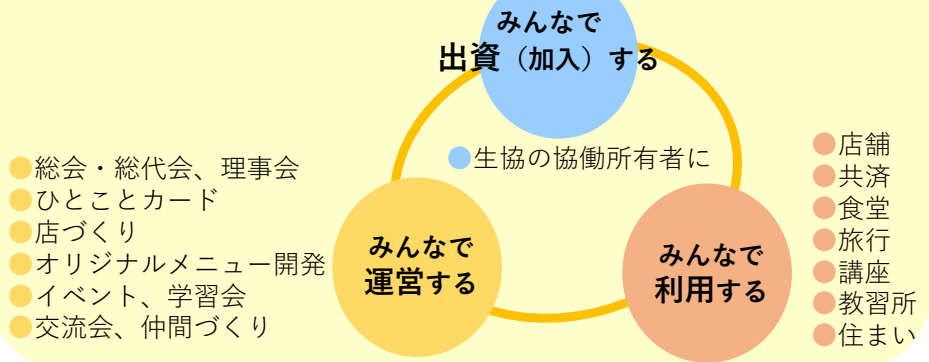 みんなで
出資（加入）する
●生協の協働所有者に
●総会・総代会、理事会
●ひとことカード
●店づくり
●オリジナルメニュー開発
●イベント、学習会
●交流会、仲間づくり
みんなで
運営する
みんなで
利用する
●店舗
●共済
●食堂
●旅行
●講座
●教習所
●住まい